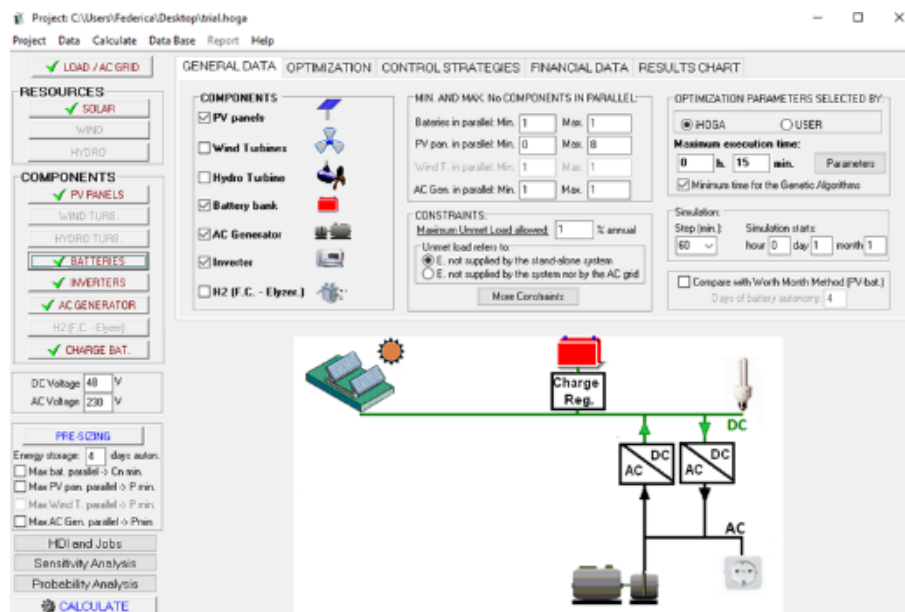 Project: C:\Users\Federica\Desktop\trial.hoga
Project Data Calculate Data Base Report Help
LOAD / AC GRID
RESOURCES
SOLAR
WIND
HYDRO
COMPONENTS
PV PANELS
WIND TURB.
HYDRO TURB.
BATTERIES
INVERTERS
AC GENERATOR
H2 (F.C. - Elyzer)
CHARGE BAT.
DC Voltage 48 V
AC Voltage 230 V
PRE-SIZING
Energy storage: 4 days auton.
Max bat. parallel -> Cn min.
Max PV pan. parallel -> P min.
Max Wind T. parallel -> P min.
Max AC Gen. parallel -> Pmin
HDI and Jobs
Sensitivity Analysis
Probability Analysis
CALCULATE
GENERAL DATA OPTIMIZATION CONTROL STRATEGIES FINANCIAL DATA RESULTS CHART
COMPONENTS
PV panels
Wind Turbines
Hydro Turbine
Battery bank
AC Generator
Inverter
H2 (F.C. - Elyzer.)
MIN. AND MAX. No COMPONENTS IN PARALLEL:
Bateries in parallel: Min. 1 Max. 1
PV pan. in parallel: Min. 0 Max. 8
Wind T. in parallel: Min. 1 Max. 1
AC Gen. in parallel: Min. 1 Max. 1
CONSTRAINTS:
Maximum Unmet Load allowed: 1 % annual
Unmet load refers to:
E. not supplied by the stand-alone system
E. not supplied by the system nor by the AC grid
More Constraints
OPTIMIZATION PARAMETERS SELECTED BY:
HOGA USER
Maximum execution time:
0 h. 15 min. Parameters
Minimum time for the Genetic Algorithms
Simulation:
Step (min.): Simulation starts:
60 hour 0 day 1 month 1
Compare with Worth Month Method (PV-bat.)
Days of battery autonomy: 4
Charge
Reg.
DC
DC
AC
DC
AC
AC